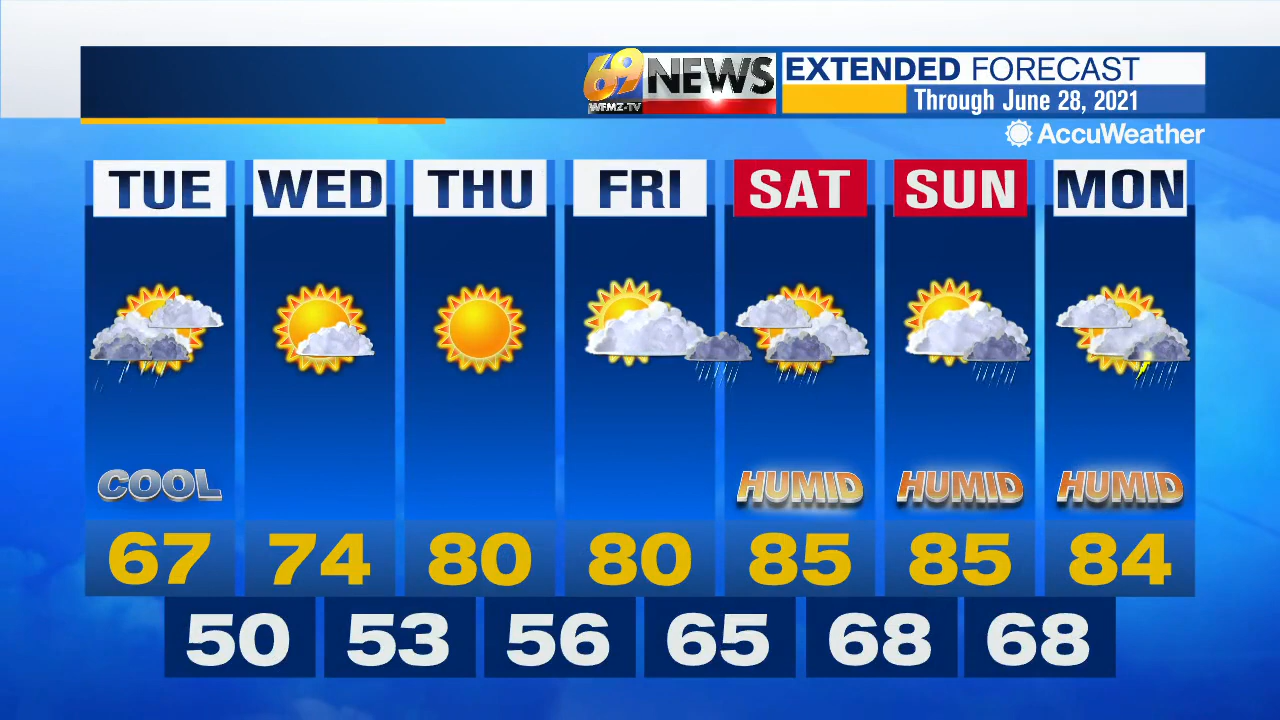 69 NEWS
WFMZ-TV
EXTENDED FORECAST
Through June 28, 2021
AccuWeather
TUE WED THU FRI SAT SUN MON
COOL HUMID HUMID HUMID
67 74 80 80 85 85 84
50 53 56 65 68 68